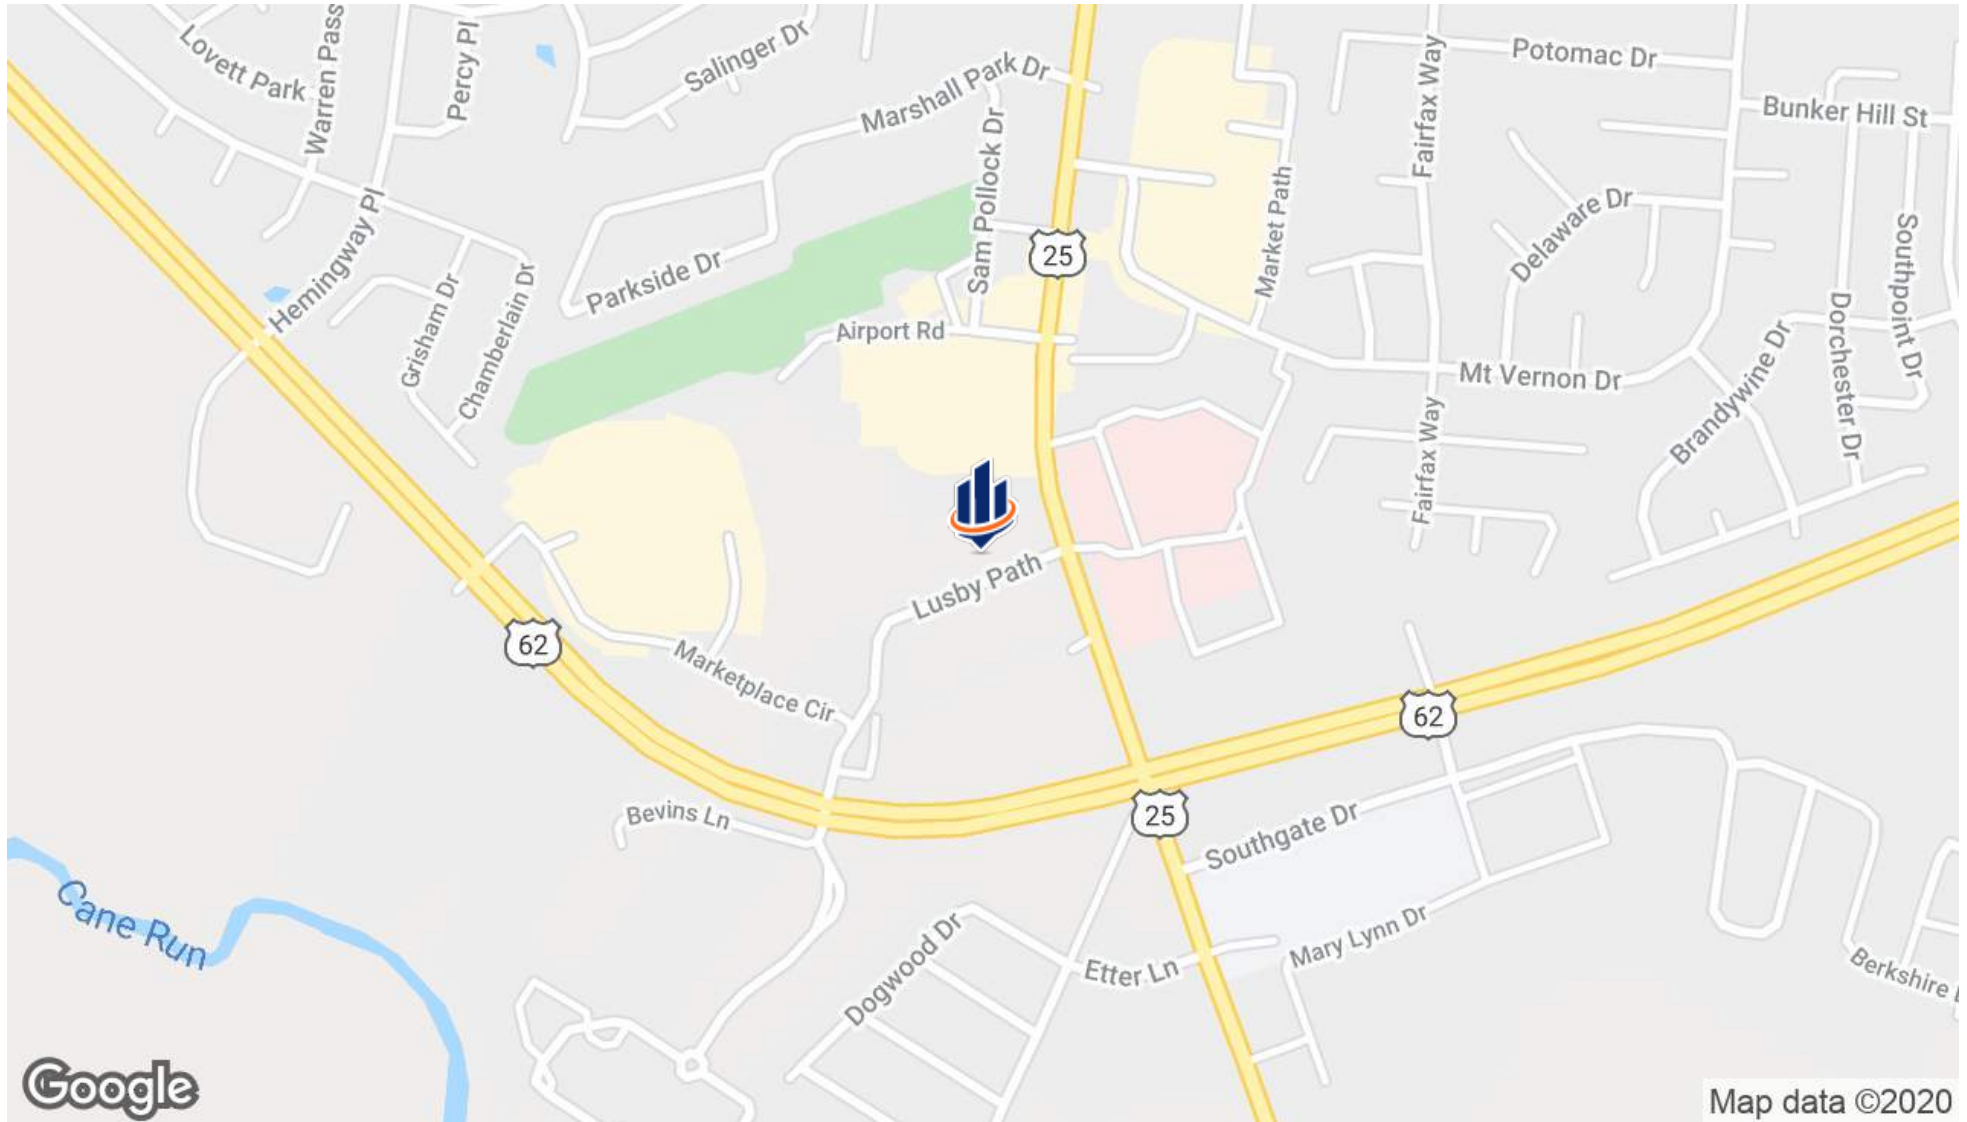 Lovett Park
Warren Pass
Percy Pl
Salinger Dr
Marshall Park Dr
Sam Pollock Dr
Fairfax Way
Potomac Dr
Bunker Hill St
Hemingway Pl
Grisham Dr
Chamberlain Dr
Parkside Dr
Airport Rd
25
Market Path
Delaware Dr
Southpoint Dr
Dorchester Dr
Brandywine Dr
Mt Vernon Dr
Fairfax Way
Lusby Path
62
Marketplace Cir
62
25
Bevins Ln
Southgate Dr
Cane Run
Dogwood Dr
Etter Ln
Mary Lynn Dr
Berkshire
Google
Map data ©2020